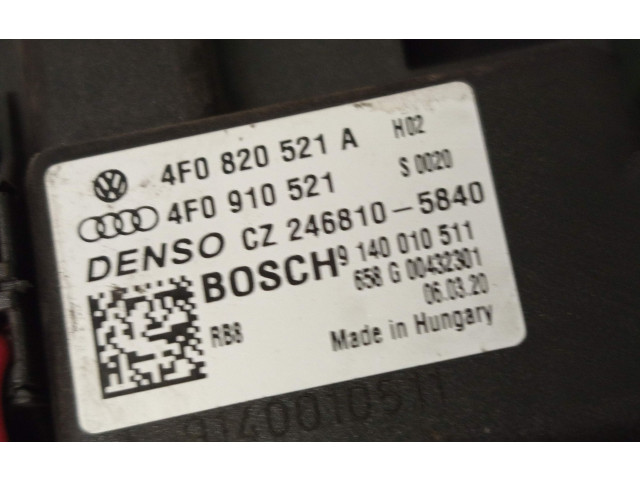 4F0 820 521 A H02
4F0 910 521 S 0020
DENSO CZ 246810-5840
BOSCH 9 140 010 511
658 G 00432301
06.03.20
RB8
Made in Hungary
9140010511